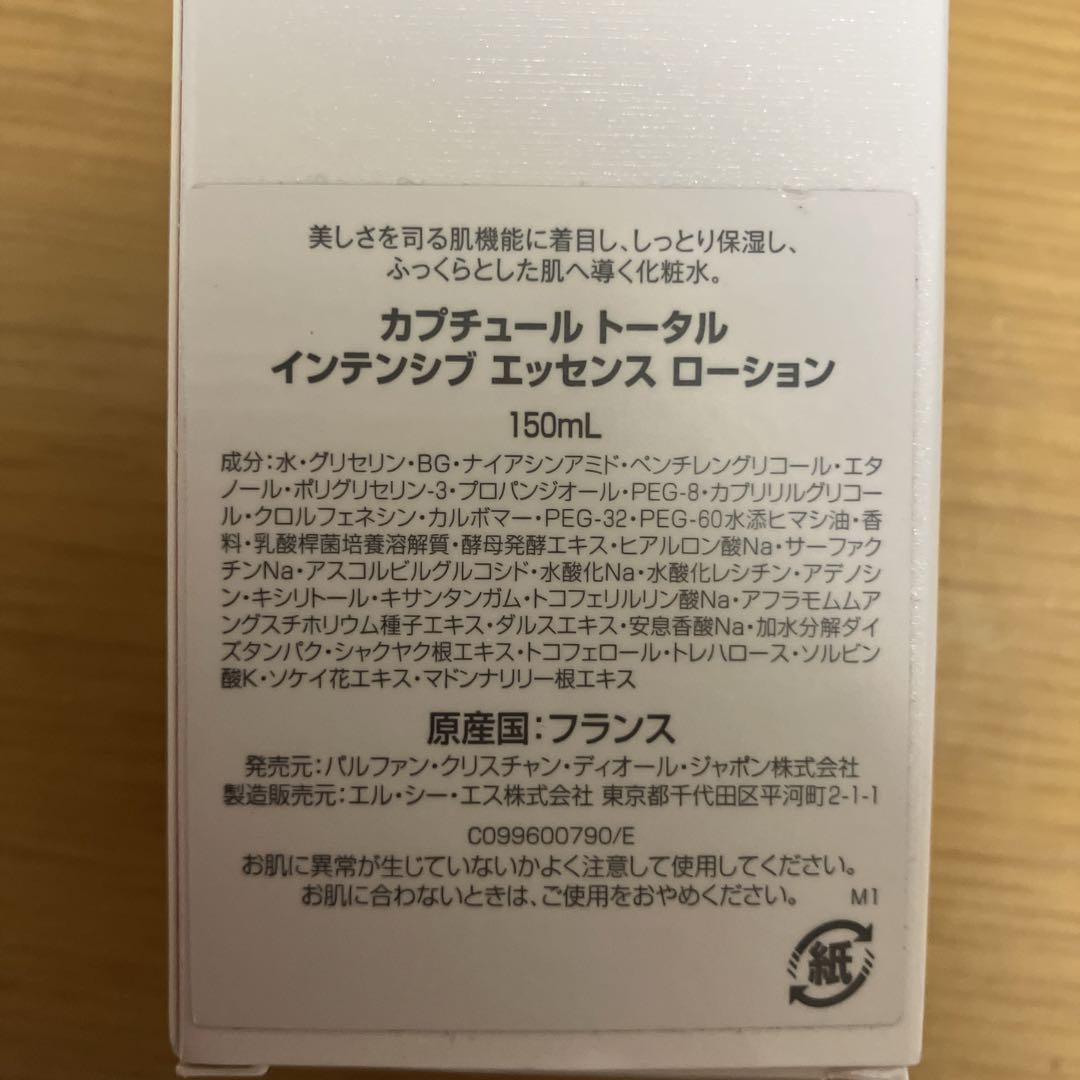 美しさを司る肌機能に着目し、しっとり保湿し、
ふっくらとした肌へ導く化粧水。
カプチュール トータル
インテンシブ エッセンス ローション
150mL
成分:水・グリセリン・BG・ナイアシンアミド・ペンチレングリコール・エタ
ノール・ポリグリセリン-3・プロパンジオール・PEG-8・カプリリルグリコー
ル・クロルフェネシン・カルボマー・PEG-32・PEG-60水添ヒマシ油・香
料・乳酸桿菌培養溶解質・酵母発酵エキス・ヒアルロン酸Na・サーファク
チンNa・アスコルビルグルコシド・水酸化Na・水酸化レシチン・アデノシ
ン・キシリトール・キサンタンガム・トコフェリルリン酸Na・アフラモムムア
ングスチホリウム種子エキス・ダルスエキス・安息香酸Na・加水分解ダイ
ズタンパク・シャクヤク根エキス・トコフェロール・トレハロース・ソルビン
酸K・ソケイ花エキス・マドンナリリー根エキス
原産国:フランス
発売元:パルファン・クリスチャン・ディオール・ジャポン株式会社
製造販売元:エル・シー・エス株式会社 東京都千代田区平河町2-1-1
C099600790/E
お肌に異常が生じていないかよく注意して使用してください。
お肌に合わないときは、ご使用をおやめください。 M1
紙